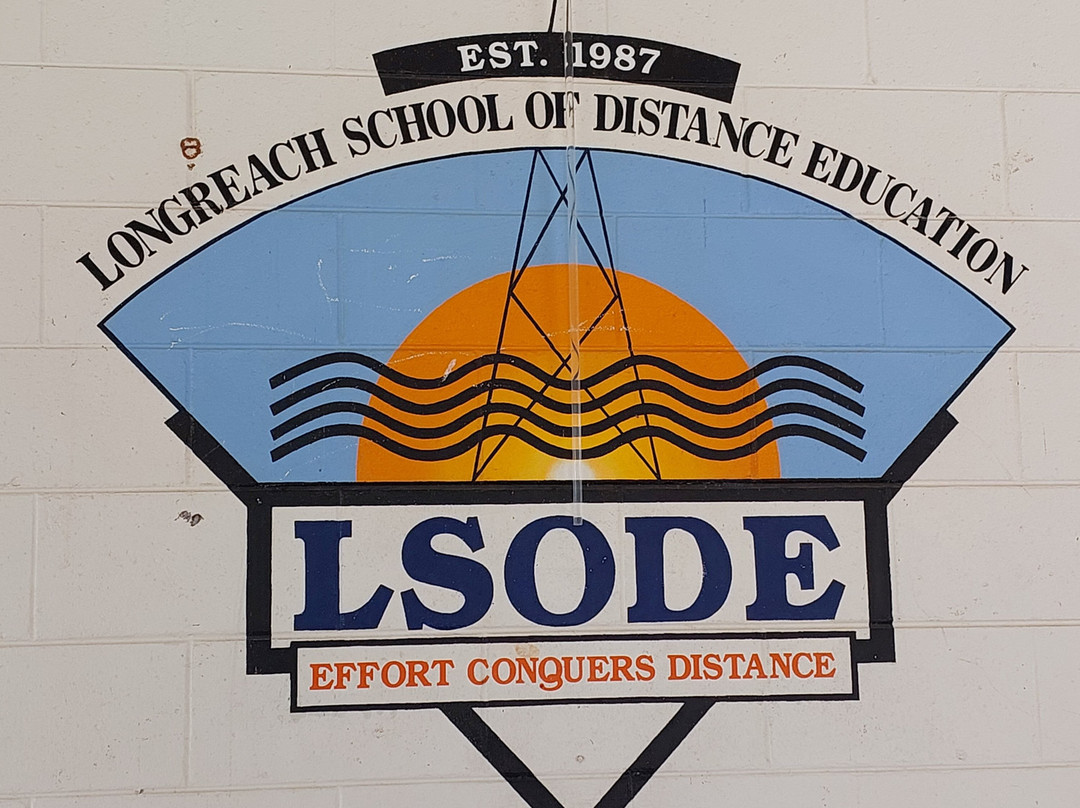 EST. 1987
LONGREACH SCHOOL OF DISTANCE EDUCATION
LSODE
EFFORT CONQUERS DISTANCE